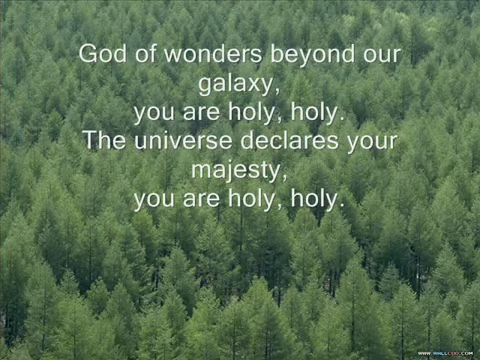 God of wonders beyond our
galaxy,
you are holy, holy.
The universe declares your
majesty,
you are holy, holy.
www.wallcoo.com